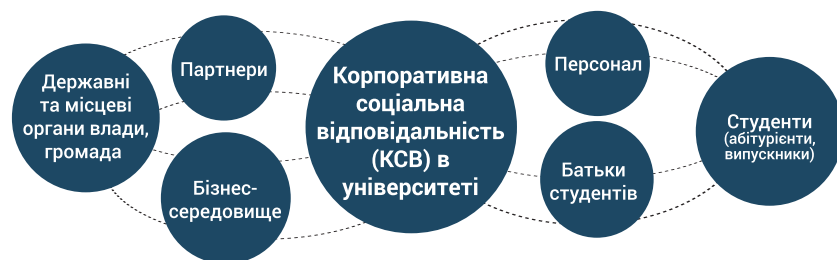 Державні
та місцеві
органи влади,
громада
Партнери
Бізнес-
середовище
Корпоративна
соціальна
відповідальність
(КСВ) в
університеті
Персонал
Батьки
студентів
Студенти
(абітурієнти,
випускники)